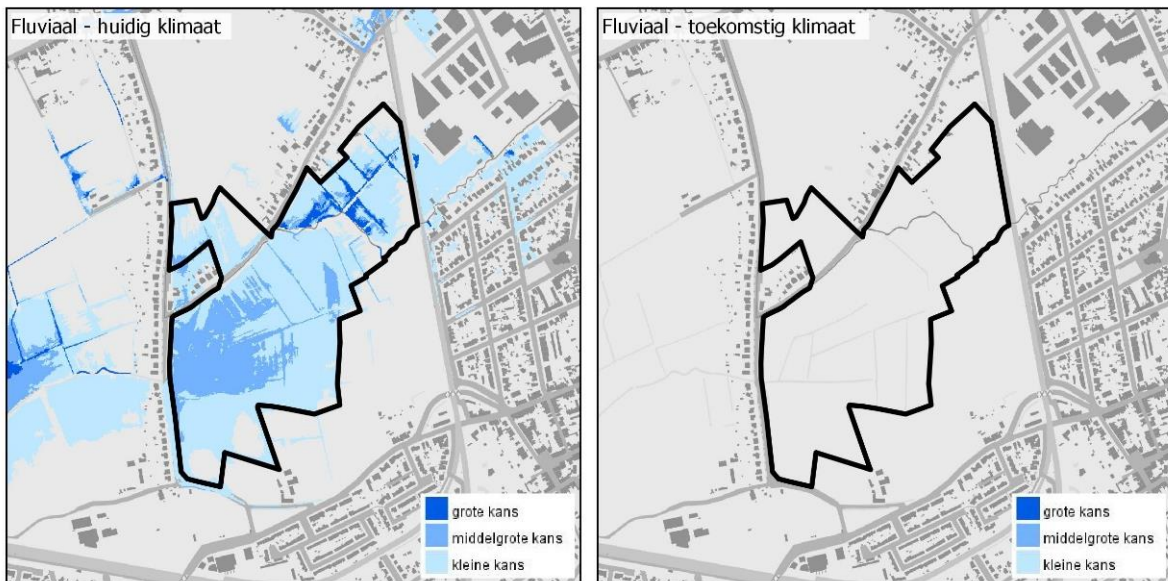 Fluviaal - huidig klimaat
grote kans
middelgrote kans
kleine kans
Fluviaal - toekomstig klimaat
grote kans
middelgrote kans
kleine kans